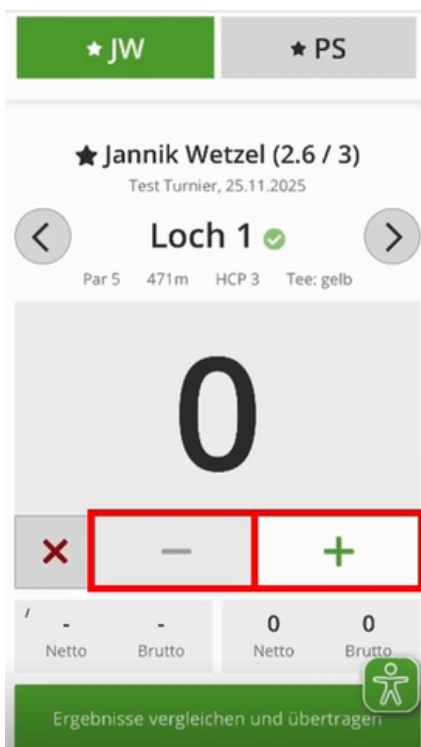 ★ JW ★ PS
★ Jannik Wetzel (2.6 / 3)
Test Turnier, 25.11.2025
Loch 1
Par 5 471m HCP 3 Tee: gelb
0
/ - - 0 0
Netto Brutto Netto Brutto
Ergebnisse vergleichen und übertragen